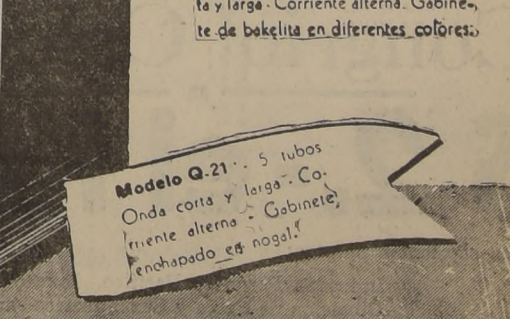 ta y larga · Corriente alterna. Gabine-
te de bakelita en diferentes colores.
Modelo Q-21 · 5 tubos
Onda corta y larga · Co-
rriente alterna · Gabinete
enchapado en nogal.